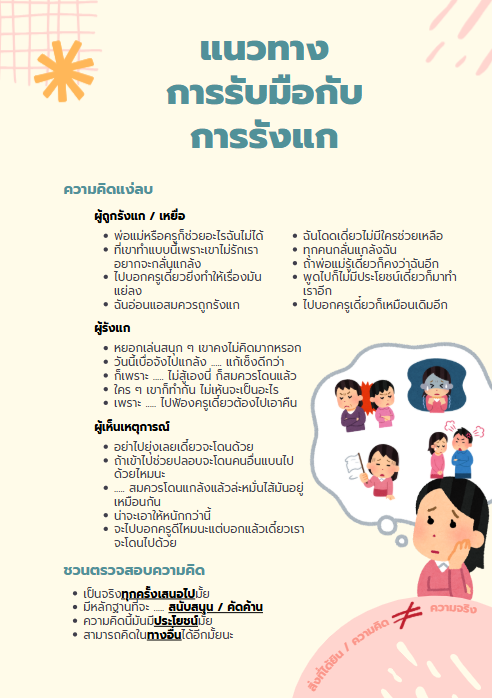 แนวทาง
การรับมือกับ
การรังแก
ความคิดแง่ลบ
ผู้ถูกรังแก / เหยื่อ
• พ่อแม่หรือครูก็ช่วยอะไรฉันไม่ได้
• ที่เขาทำแบบนี้เพราะเขาไม่รักเรา
อยากจะกลั่นแกล้ง
• ไปบอกครูเดี๋ยวยิ่งทำให้เรื่องมัน
แย่ลง
• ฉันอ่อนแอสมควรถูกรังแก
• ฉันโดดเดี่ยวไม่มีใครช่วยเหลือ
• ทุกคนกลั่นแกล้งฉัน
• ถ้าพ่อแม่รู้เดี๋ยวก็คงว่าฉันอีก
• พูดไปก็ไม่มีประโยชน์เดี๋ยวก็มาทำ
เราอีก
• ไปบอกครูเดี๋ยวก็เหมือนเดิมอีก
ผู้รังแก
• หยอกเล่นสนุก ๆ เขาคงไม่คิดมากหรอก
• วันนี้เบื่อจังไปแกล้ง ..... แก้เซ็งดีกว่า
• ก็เพราะ ..... ไม่สู้เองนี่ ก็สมควรโดนแล้ว
• ใคร ๆ เขาก็ทำกัน ไม่เห็นจะเป็นอะไร
• เพราะ ..... ไปฟ้องครูเดี๋ยวต้องไปเอาคืน
ผู้เห็นเหตุการณ์
• อย่าไปยุ่งเลยเดี๋ยวจะโดนด้วย
• ถ้าเข้าไปช่วยปลอบจะโดนคนอื่นแบนไป
ด้วยไหมนะ
• ..... สมควรโดนแกล้งแล้วล่ะหมั่นไส้มันอยู่
เหมือนกัน
• น่าจะเอาให้หนักกว่านี้
• จะไปบอกครูดีไหมนะแต่บอกแล้วเดี๋ยวเรา
จะโดนไปด้วย
ชวนตรวจสอบความคิด
• เป็นจริงทุกครั้งเสนอไปมั้ย
• มีหลักฐานที่จะ ..... สนับสนุน / คัดค้าน
• ความคิดนี้มันมีประโยชน์มั้ย
• สามารถคิดในทางอื่นได้อีกมั้ยนะ
สิ่งที่ได้ยิน / ความคิด ≠ ความจริง